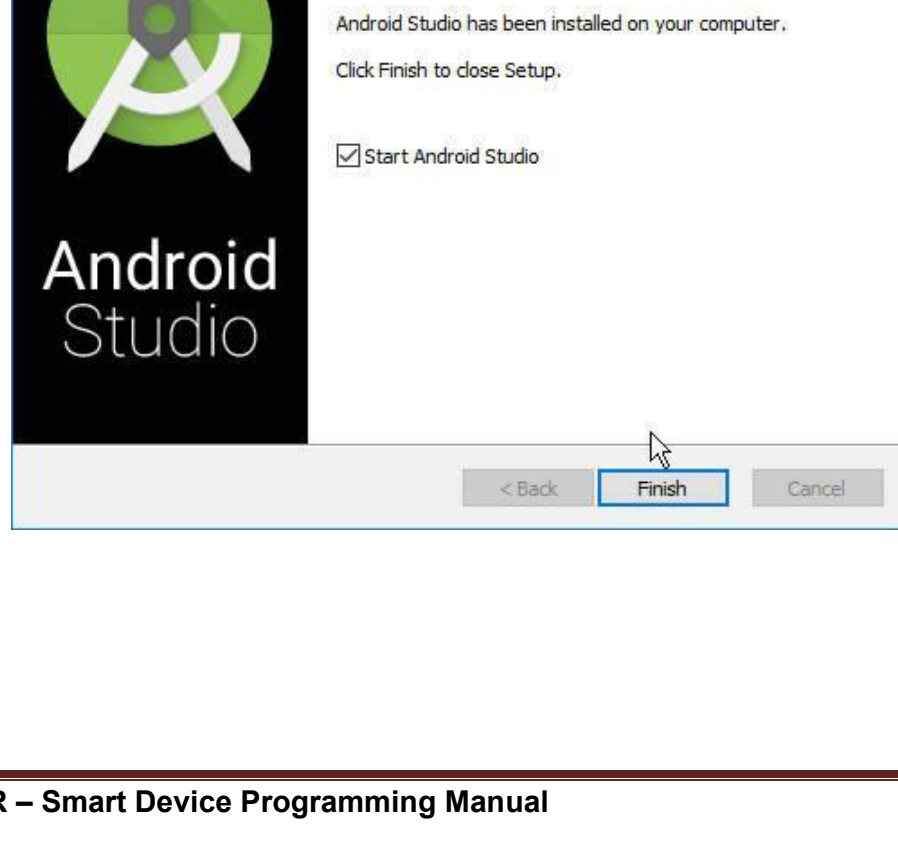 Android Studio has been installed on your computer.
Click Finish to close Setup.
Start Android Studio
Android
Studio
< Back
Finish
Cancel
R – Smart Device Programming Manual